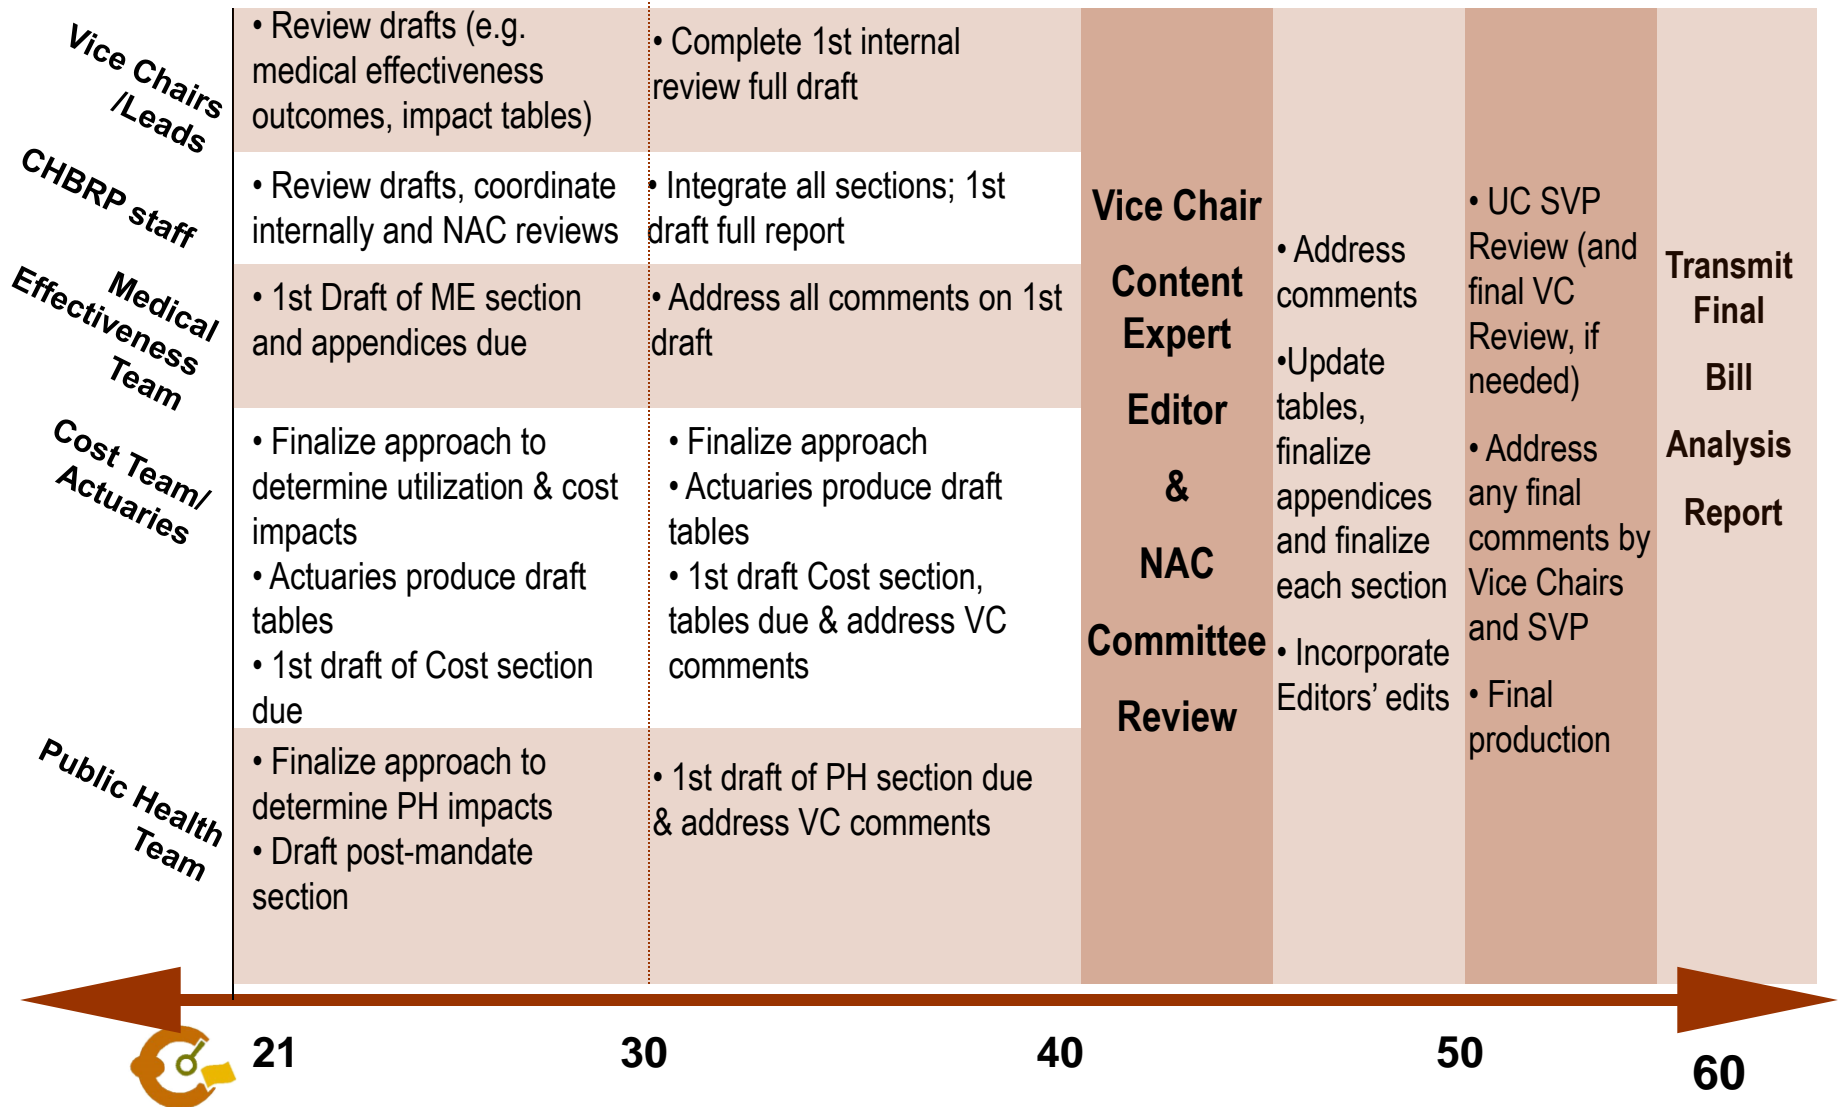 Vice Chairs
/Leads
• Review drafts (e.g.
medical effectiveness
outcomes, impact tables)
• Complete 1st internal
review full draft
CHBRP staff
• Review drafts, coordinate
internally and NAC reviews
• Integrate all sections; 1st
draft full report
Medical
Effectiveness
Team
• 1st Draft of ME section
and appendices due
• Address all comments on 1st
draft
Cost Team/
Actuaries
• Finalize approach to
determine utilization & cost
impacts
• Actuaries produce draft
tables
• 1st draft of Cost section
due
• Finalize approach
• Actuaries produce draft
tables
• 1st draft Cost section,
tables due & address VC
comments
Public Health
Team
• Finalize approach to
determine PH impacts
• Draft post-mandate
section
• 1st draft of PH section due
& address VC comments
Vice Chair
Content
Expert
Editor
&
NAC
Committee
Review
• Address
comments
•Update
tables,
finalize
appendices
and finalize
each section
• Incorporate
Editors’ edits
• UC SVP
Review (and
final VC
Review, if
needed)
• Address
any final
comments by
Vice Chairs
and SVP
• Final
production
Transmit
Final
Bill
Analysis
Report
21
30
40
50
60